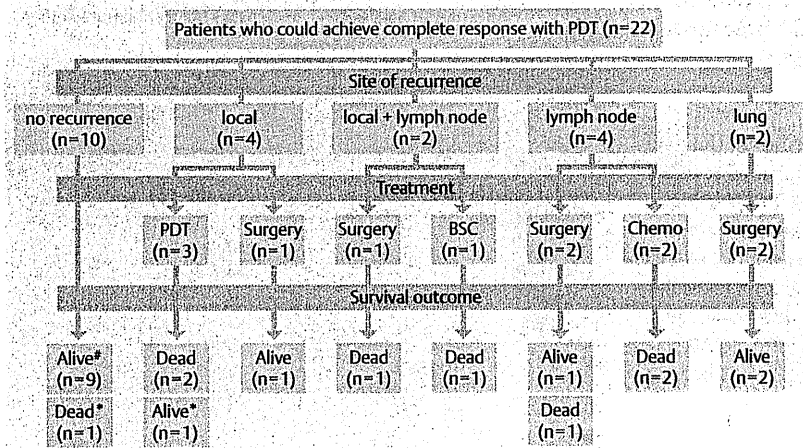 Patients who could achieve complete response with PDT (n=22)
Site of recurrence
no recurrence
(n=10)
local
(n=4)
local + lymph node
(n=2)
lymph node
(n=4)
lung
(n=2)
Treatment
PDT
(n=3)
Surgery
(n=1)
Surgery
(n=1)
BSC
(n=1)
Surgery
(n=2)
Chemo
(n=2)
Surgery
(n=2)
Survival outcome
Alive#
(n=9)
Dead*
(n=1)
Dead
(n=2)
Alive*
(n=1)
Alive
(n=1)
Dead
(n=1)
Dead
(n=1)
Alive
(n=1)
Dead
(n=1)
Dead
(n=2)
Alive
(n=2)